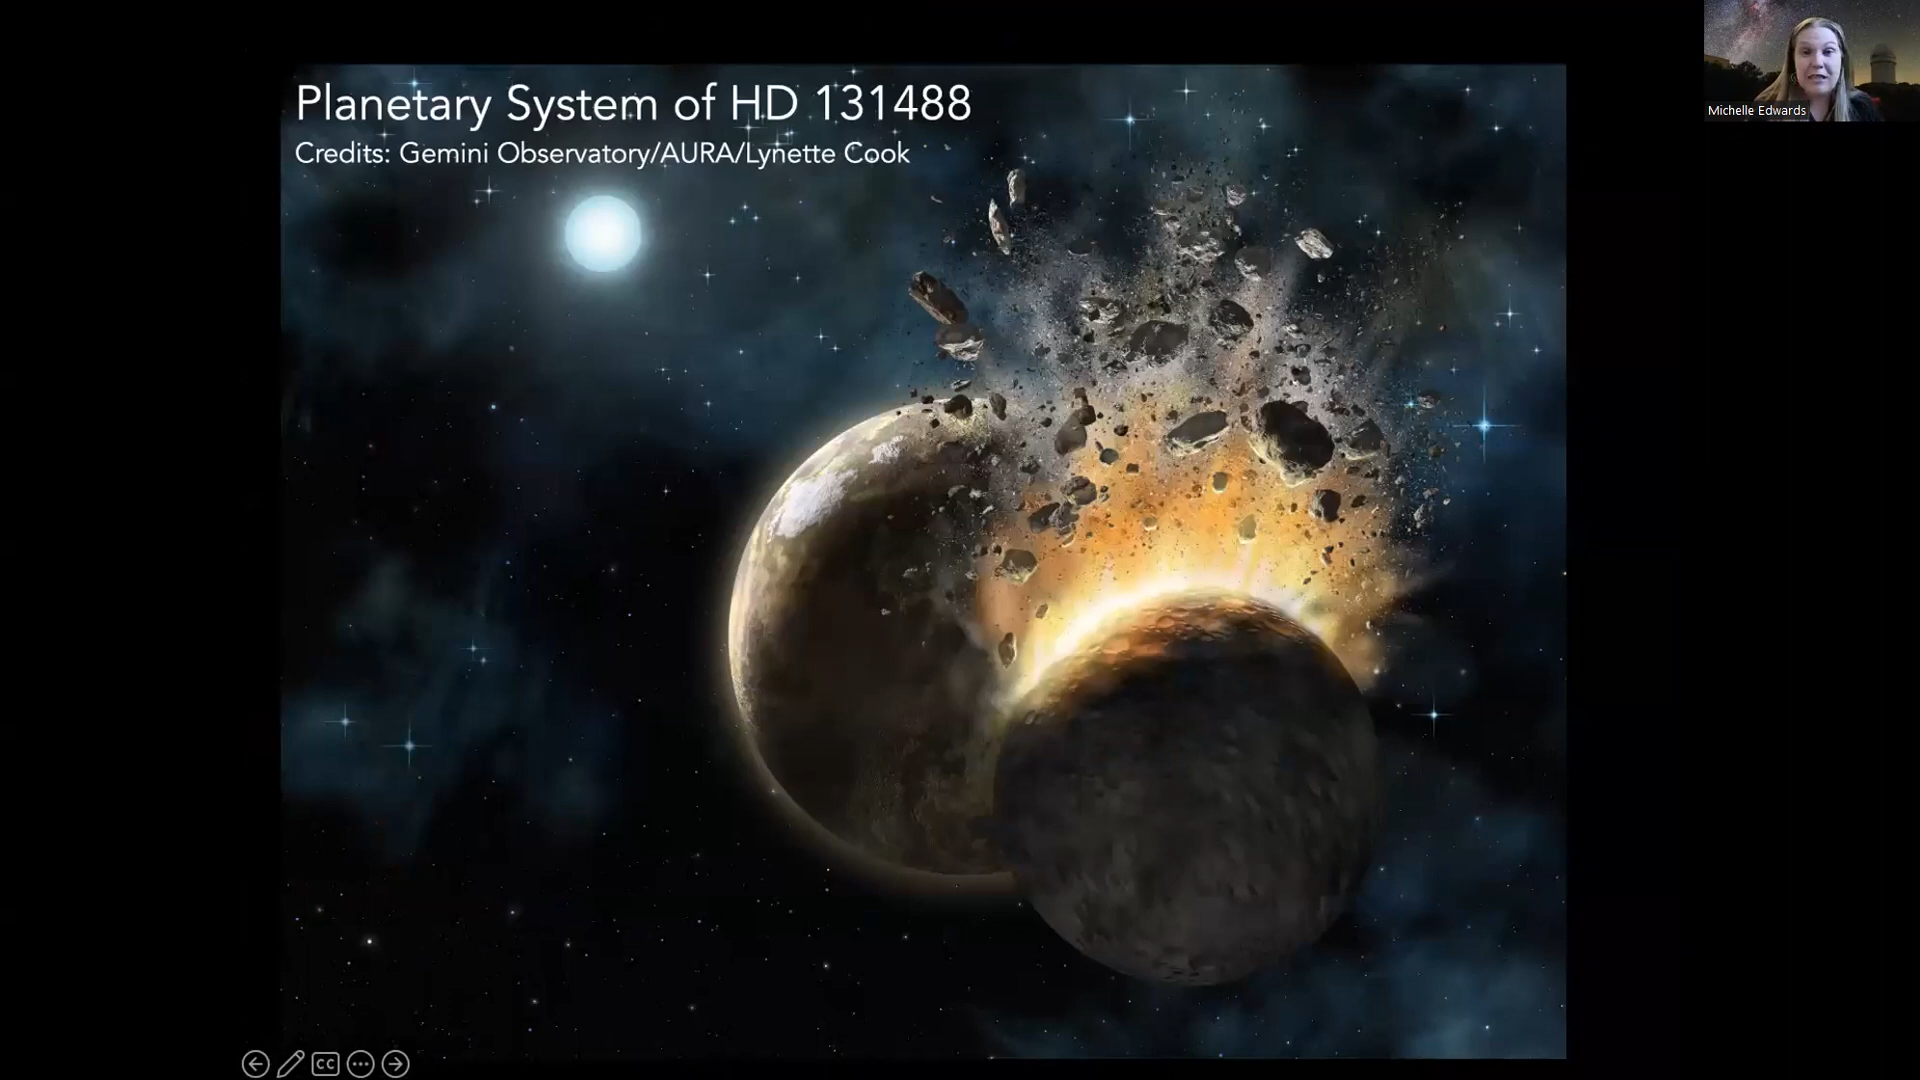 Planetary System of HD 131488
Credits: Gemini Observatory/AURA/Lynette Cook
Michelle Edwards
CC